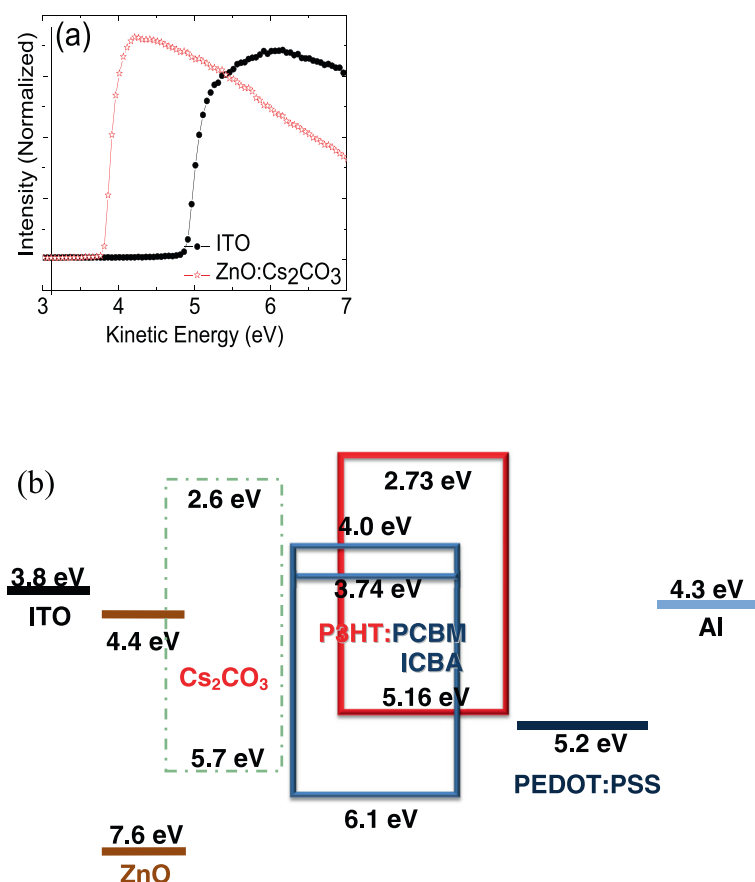 (a)
Intensity (Normalized)
ITO
ZnO:Cs₂CO₃
3 4 5 6 7
Kinetic Energy (eV)
(b)
2.73 eV
2.6 eV
4.0 eV
3.8 eV
3.74 eV
4.3 eV
ITO
Al
4.4 eV
P3HT:PCBM
ICBA
Cs₂CO₃
5.16 eV
5.7 eV
5.2 eV
PEDOT:PSS
6.1 eV
7.6 eV
ZnO